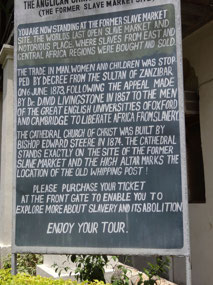 THE ANGLICAN
(THE FORMER SLAVE MARKET
YOU ARE NOW STANDING AT THE FORMER SLAVE MARKET
SITE, THE WORLDS LAST OPEN SLAVE MARKET AND
NOTORIOUS PLACE, WHERE SLAVES FROM EAST AND
CENTRAL AFRICA REGIONS WERE BOUGHT AND SOLD
THE TRADE IN MAN, WOMEN AND CHILDREN WAS STOP
PED BY DECREE FROM THE SULTAN OF ZANZIBAR
ON 6 JUNE, 1873, FOLLOWING THE APPEAL MADE
BY DR. DAVID LIVINGSTONE IN 1857 TO THE MEN
OF THE GREAT ENGLISH UNIVERSITIES OF OXFORD
AND CAMBRIDGE TO LIBERATE AFRICA FROM SLAVERY.
THE CATHEDRAL CHURCH OF CHRIST WAS BUILT BY
BISHOP EDWARD STEERE IN 1874. THE CATHEDRAL
STANDS EXACTLY ON THE SITE OF THE FORMER
SLAVE MARKET AND THE HIGH ALTAR MARKS THE
LOCATION OF THE OLD WHIPPING POST!
PLEASE PURCHASE YOUR TICKET
AT THE FRONT GATE TO ENABLE YOU TO
EXPLORE MORE ABOUT SLAVERY AND ITS ABOLITION
ENJOY YOUR TOUR.